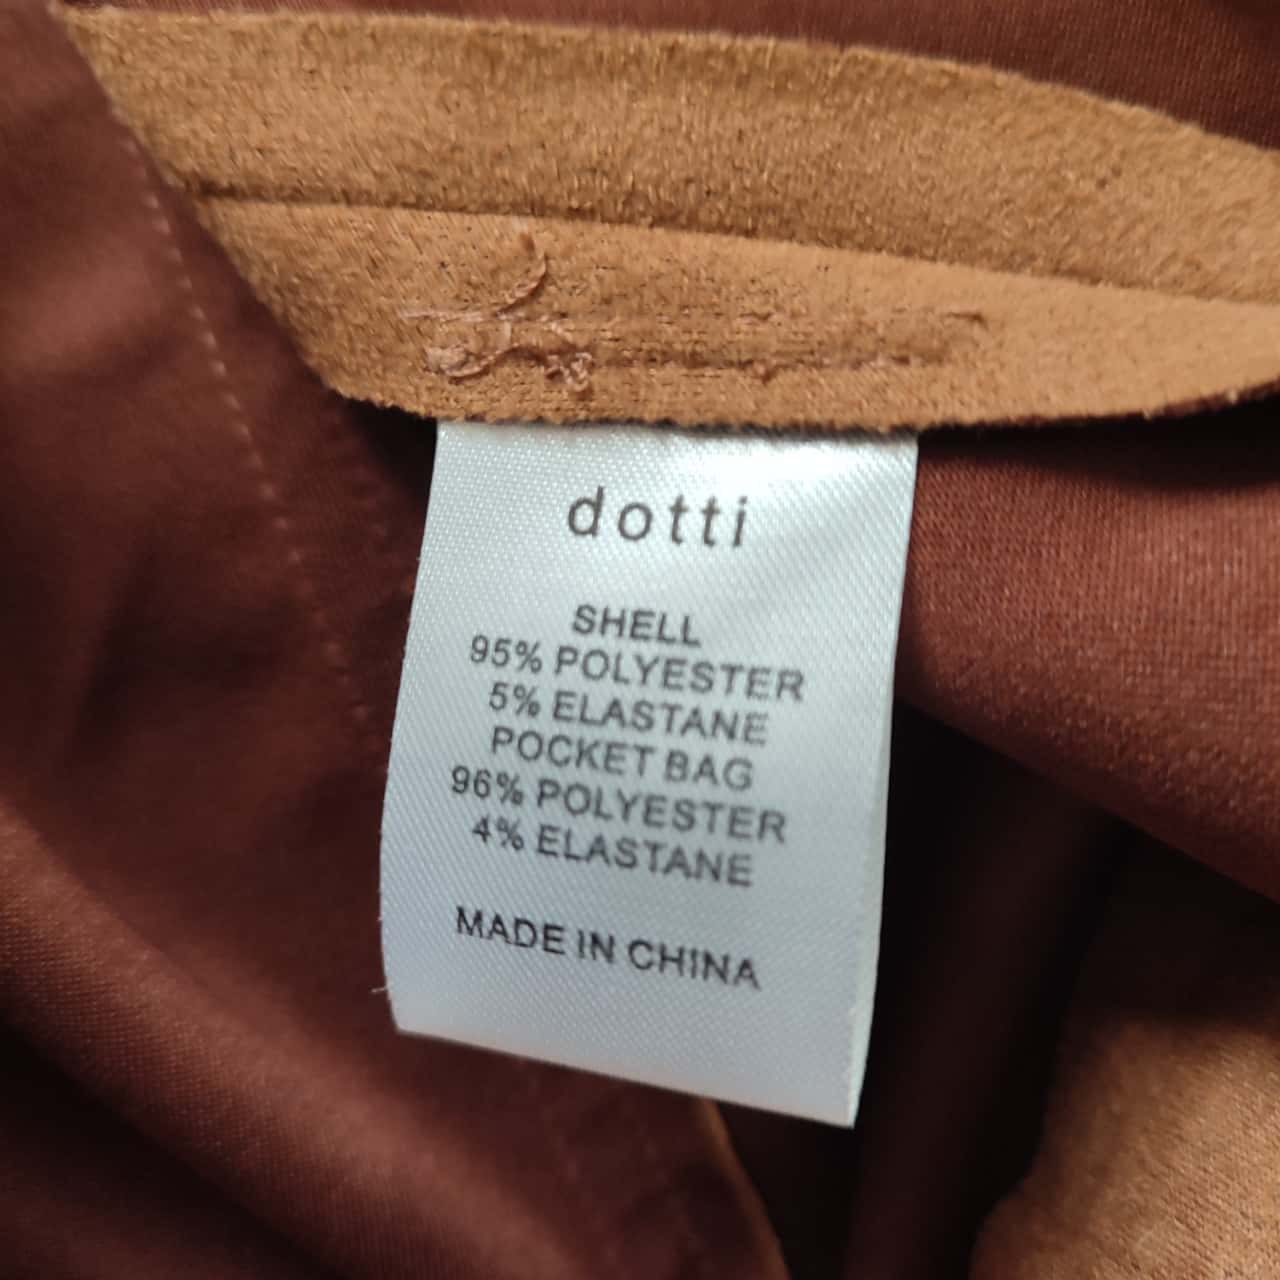 dotti
SHELL
95% POLYESTER
5% ELASTANE
POCKET BAG
96% POLYESTER
4% ELASTANE
MADE IN CHINA